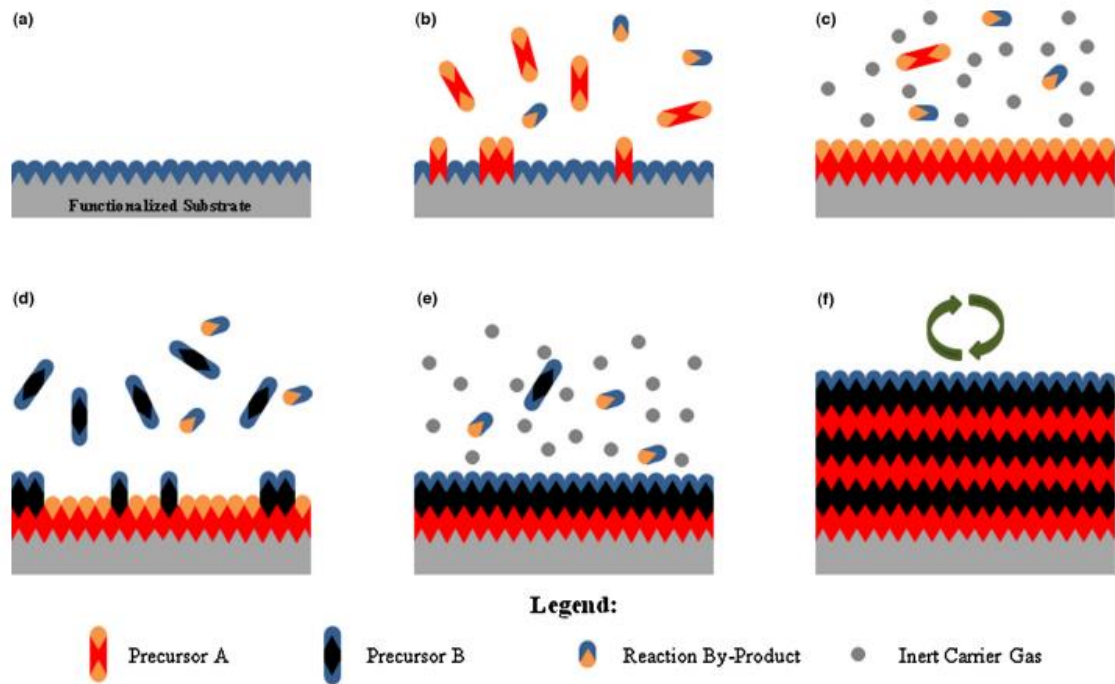 (a)
(b)
(c)
Functionalized Substrate
(d)
(e)
(f)
Legend:
Precursor A
Precursor B
Reaction By-Product
Inert Carrier Gas